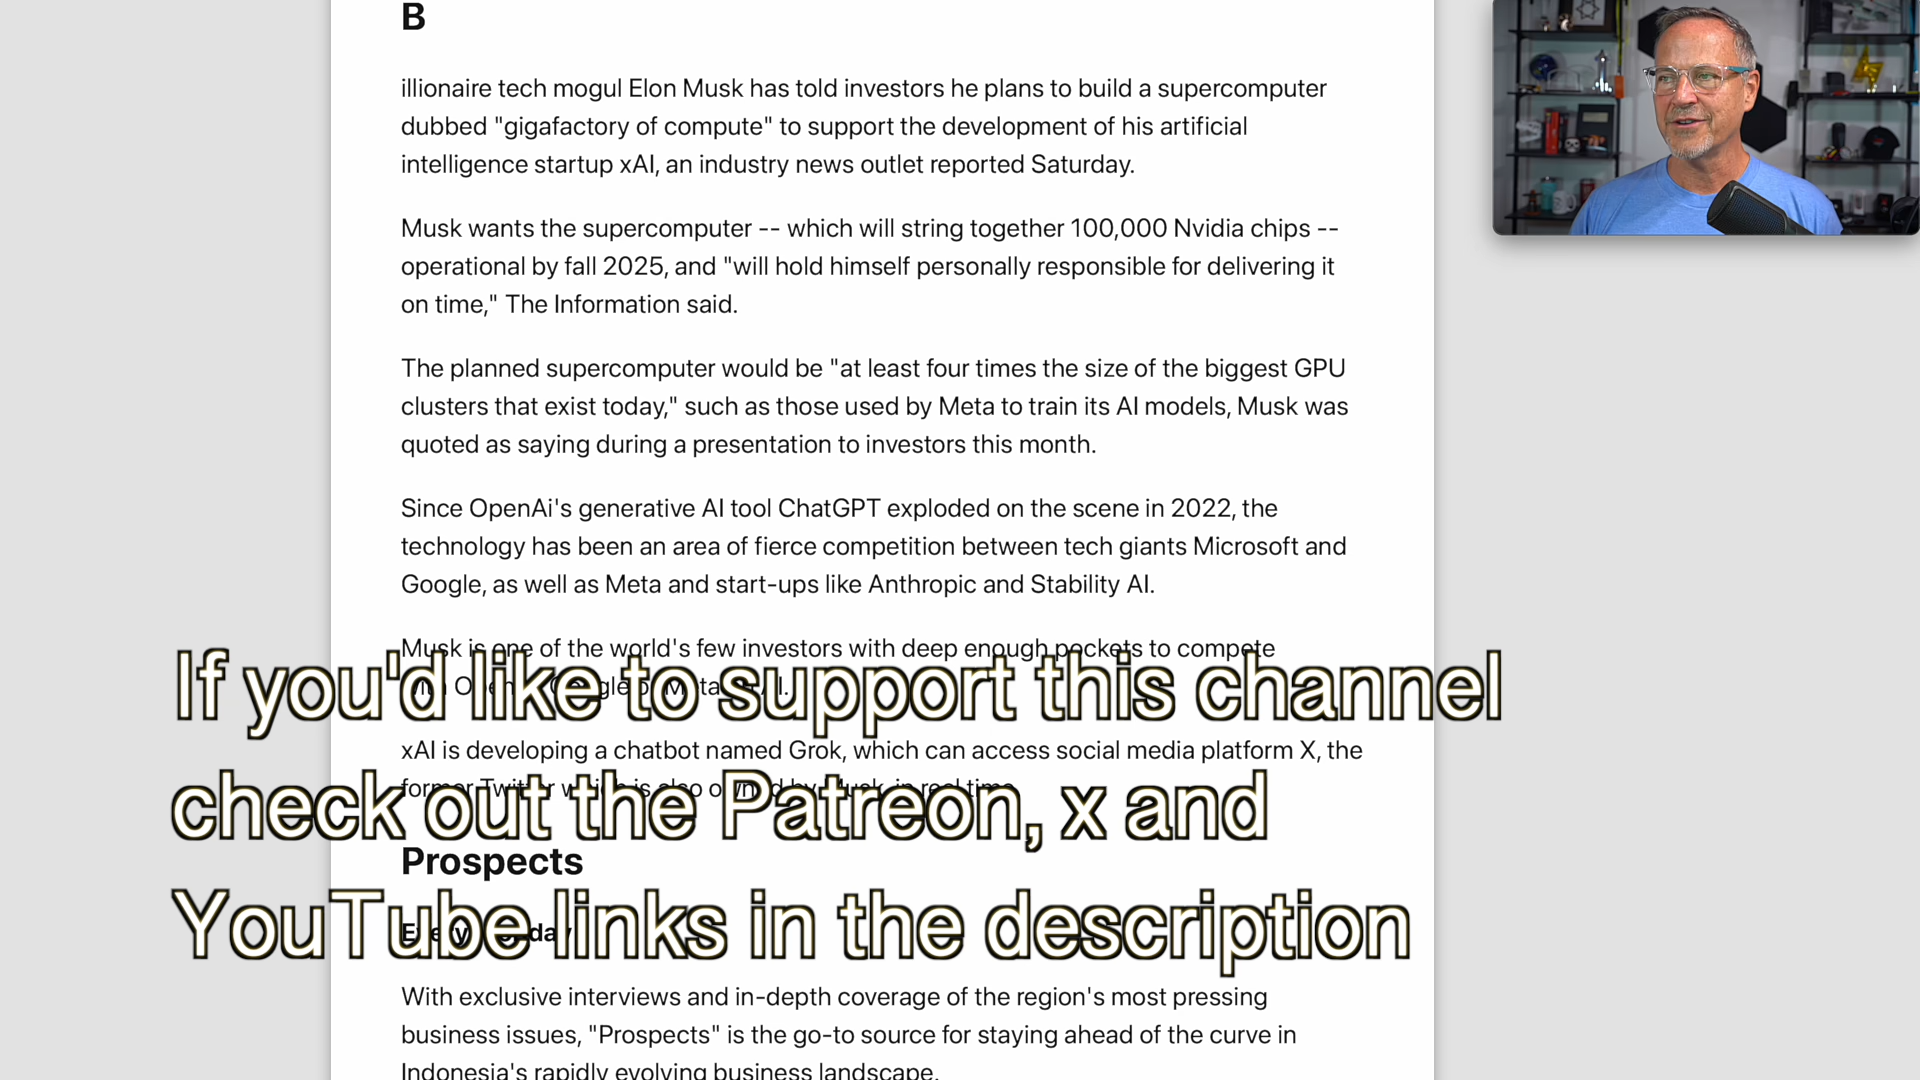 B
illionaire tech mogul Elon Musk has told investors he plans to build a supercomputer
dubbed "gigafactory of compute" to support the development of his artificial
intelligence startup xAI, an industry news outlet reported Saturday.
Musk wants the supercomputer -- which will string together 100,000 Nvidia chips --
operational by fall 2025, and "will hold himself personally responsible for delivering it
on time," The Information said.
The planned supercomputer would be "at least four times the size of the biggest GPU
clusters that exist today," such as those used by Meta to train its AI models, Musk was
quoted as saying during a presentation to investors this month.
Since OpenAi's generative AI tool ChatGPT exploded on the scene in 2022, the
technology has been an area of fierce competition between tech giants Microsoft and
Google, as well as Meta and start-ups like Anthropic and Stability AI.
Musk is one of the world's few investors with deep enough pockets to compete
If you'd like to support this channel
xAI is developing a chatbot named Grok, which can access social media platform X, the
former Twitter which is also owned by Musk, in real time.
check out the Patreon, x and
Prospects
YouTube links in the description
With exclusive interviews and in-depth coverage of the region's most pressing
business issues, "Prospects" is the go-to source for staying ahead of the curve in
Indonesia's rapidly evolving business landscape.